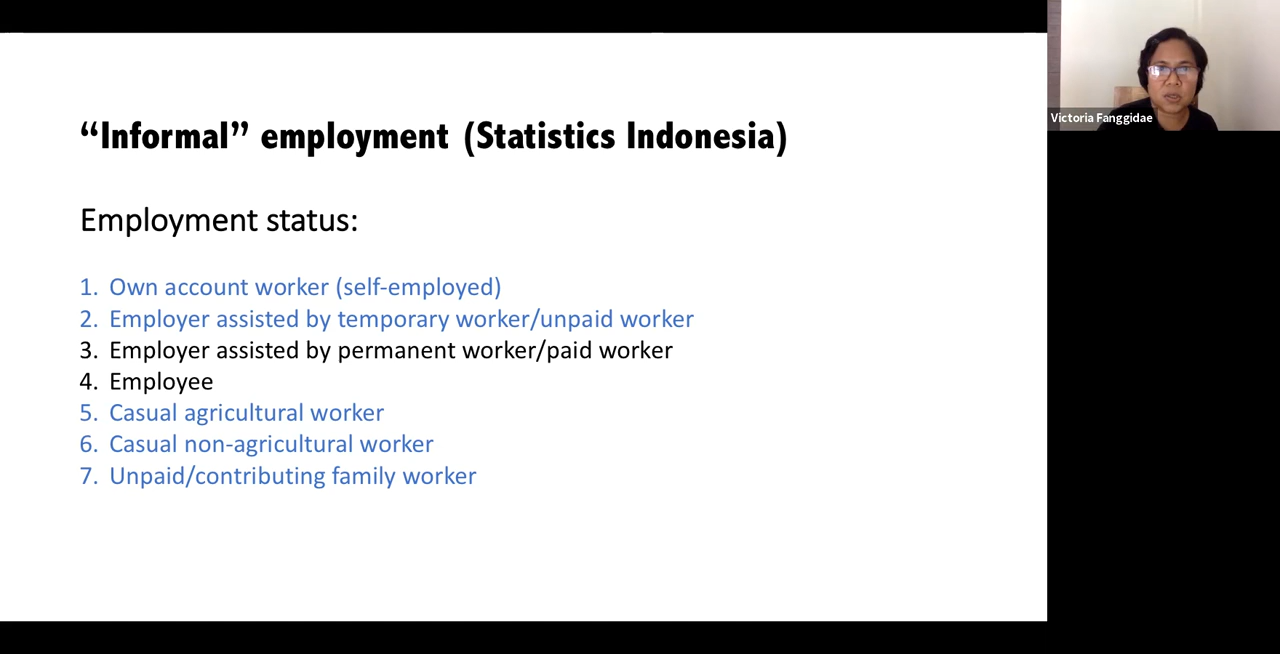 “Informal” employment (Statistics Indonesia)
Employment status:
1. Own account worker (self-employed)
2. Employer assisted by temporary worker/unpaid worker
3. Employer assisted by permanent worker/paid worker
4. Employee
5. Casual agricultural worker
6. Casual non-agricultural worker
7. Unpaid/contributing family worker
Victoria Fanggidae